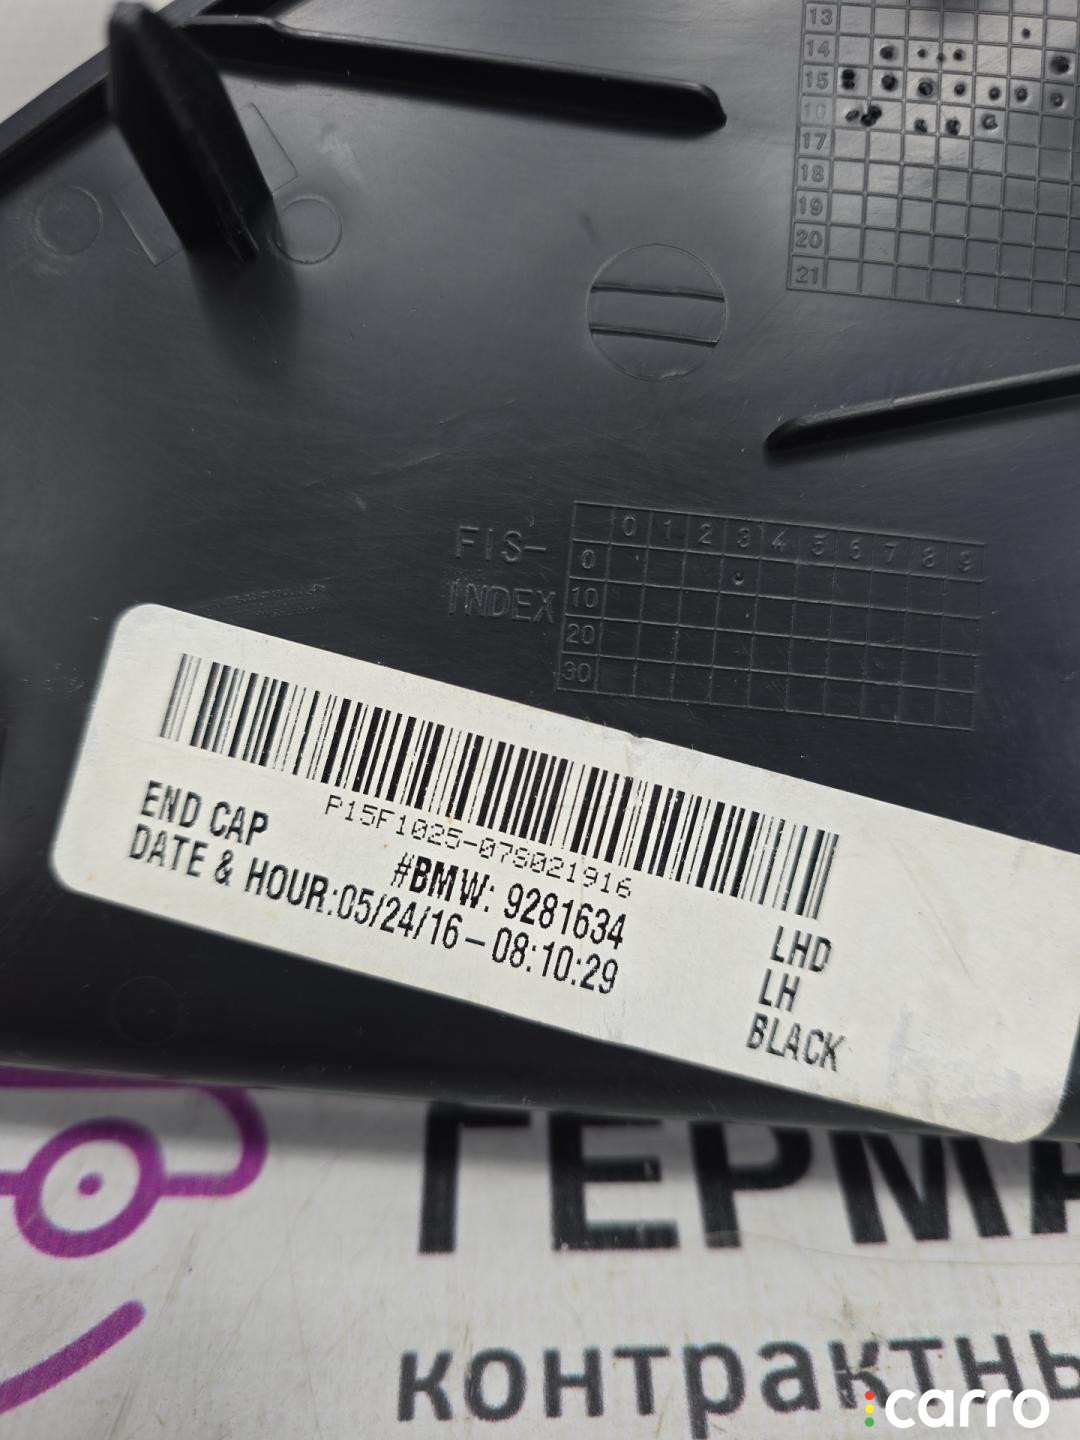 13
14
15
16
17
18
19
20
21
FIS-
INDEX
0 1 2 3 4 5 6 7 8 9
0
10
20
30
P15F1025-07S021916
END CAP
#BMW: 9281634
DATE & HOUR:05/24/16-08:10:29
LHD
LH
BLACK
ГЕРМА
контрактны
carro